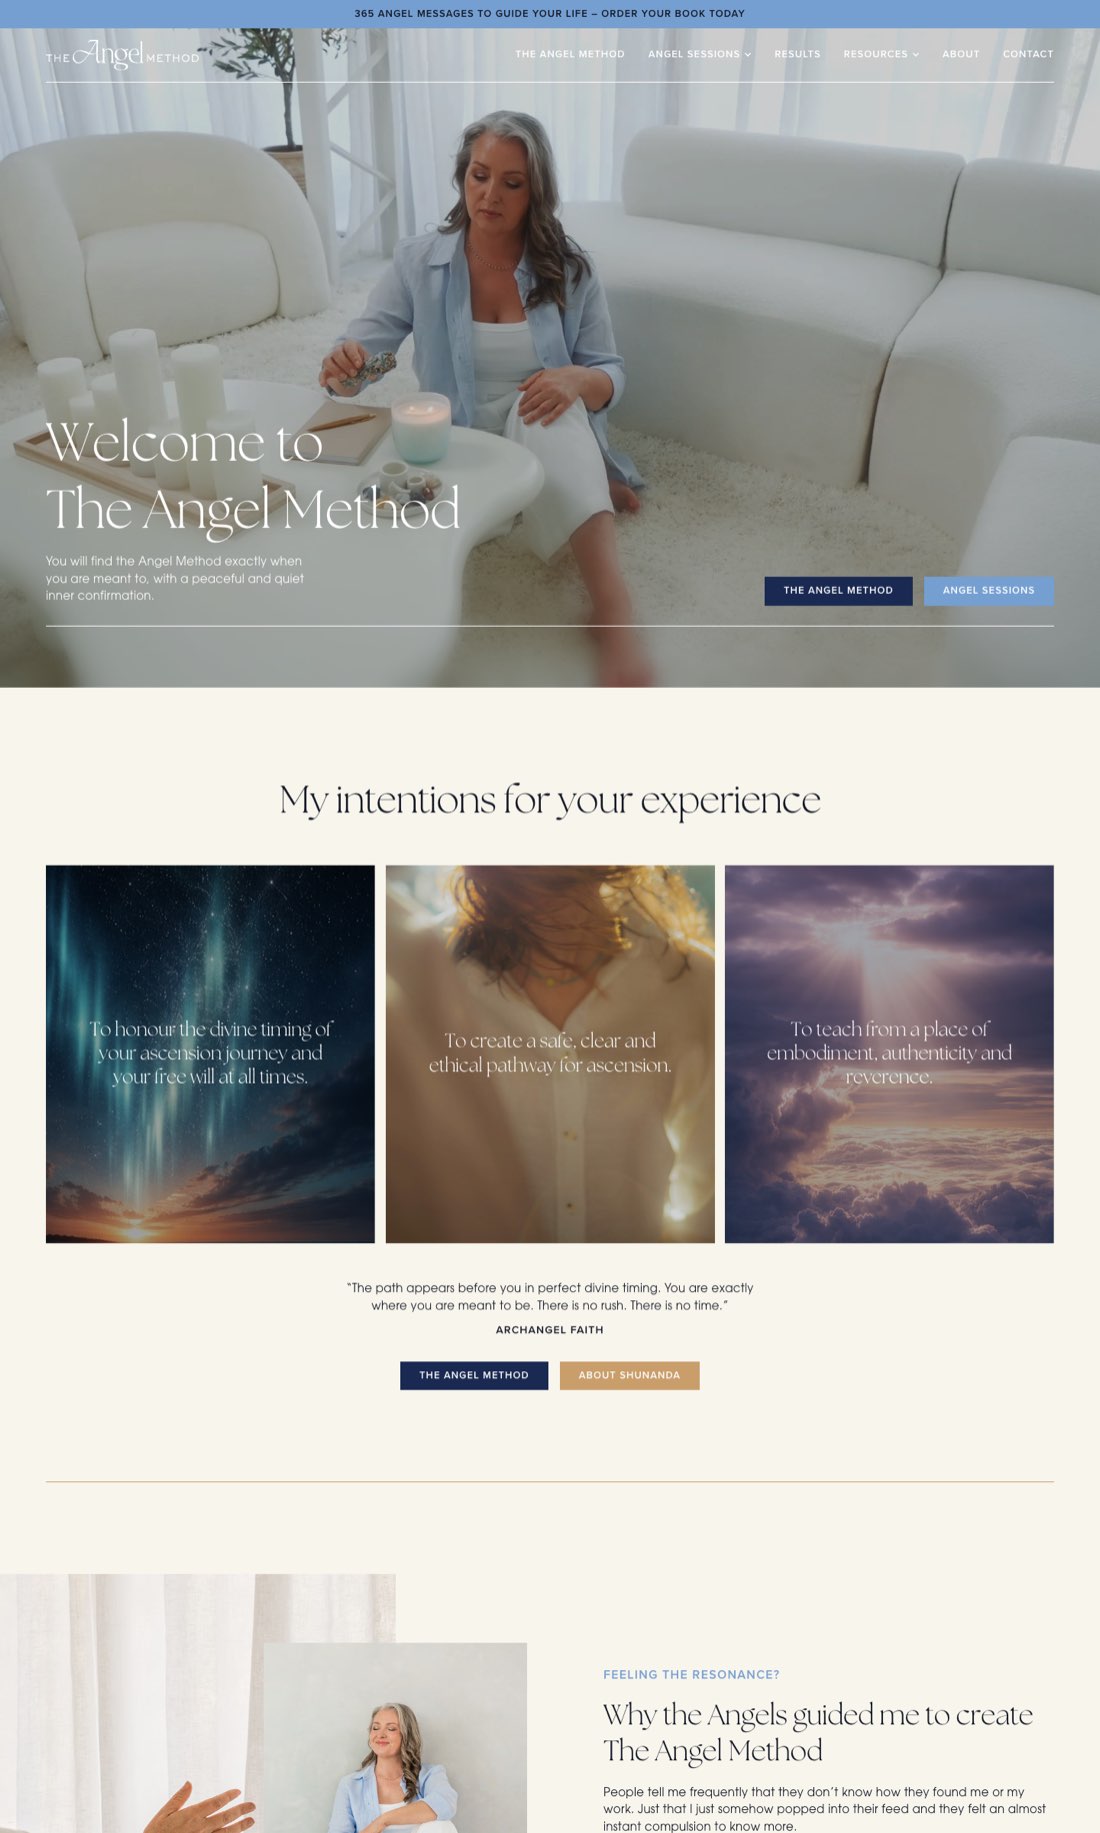 365 ANGEL MESSAGES TO GUIDE YOUR LIFE – ORDER YOUR BOOK TODAY
THE Angel METHOD
THE ANGEL METHOD
ANGEL SESSIONS
RESULTS
RESOURCES
ABOUT
CONTACT
Welcome to
The Angel Method
You will find the Angel Method exactly when
you are meant to, with a peaceful and quiet
inner confirmation.
THE ANGEL METHOD
ANGEL SESSIONS
My intentions for your experience
To honour the divine timing of
your ascension journey and
your free will at all times.
To create a safe, clear and
ethical pathway for ascension.
To teach from a place of
embodiment, authenticity and
reverence.
“The path appears before you in perfect divine timing. You are exactly
where you are meant to be. There is no rush. There is no time.”
ARCHANGEL FAITH
THE ANGEL METHOD
ABOUT SHUNANDA
FEELING THE RESONANCE?
Why the Angels guided me to create
The Angel Method
People tell me frequently that they don’t know how they found me or my
work. Just that I just somehow popped into their feed and they felt an almost
instant compulsion to know more.